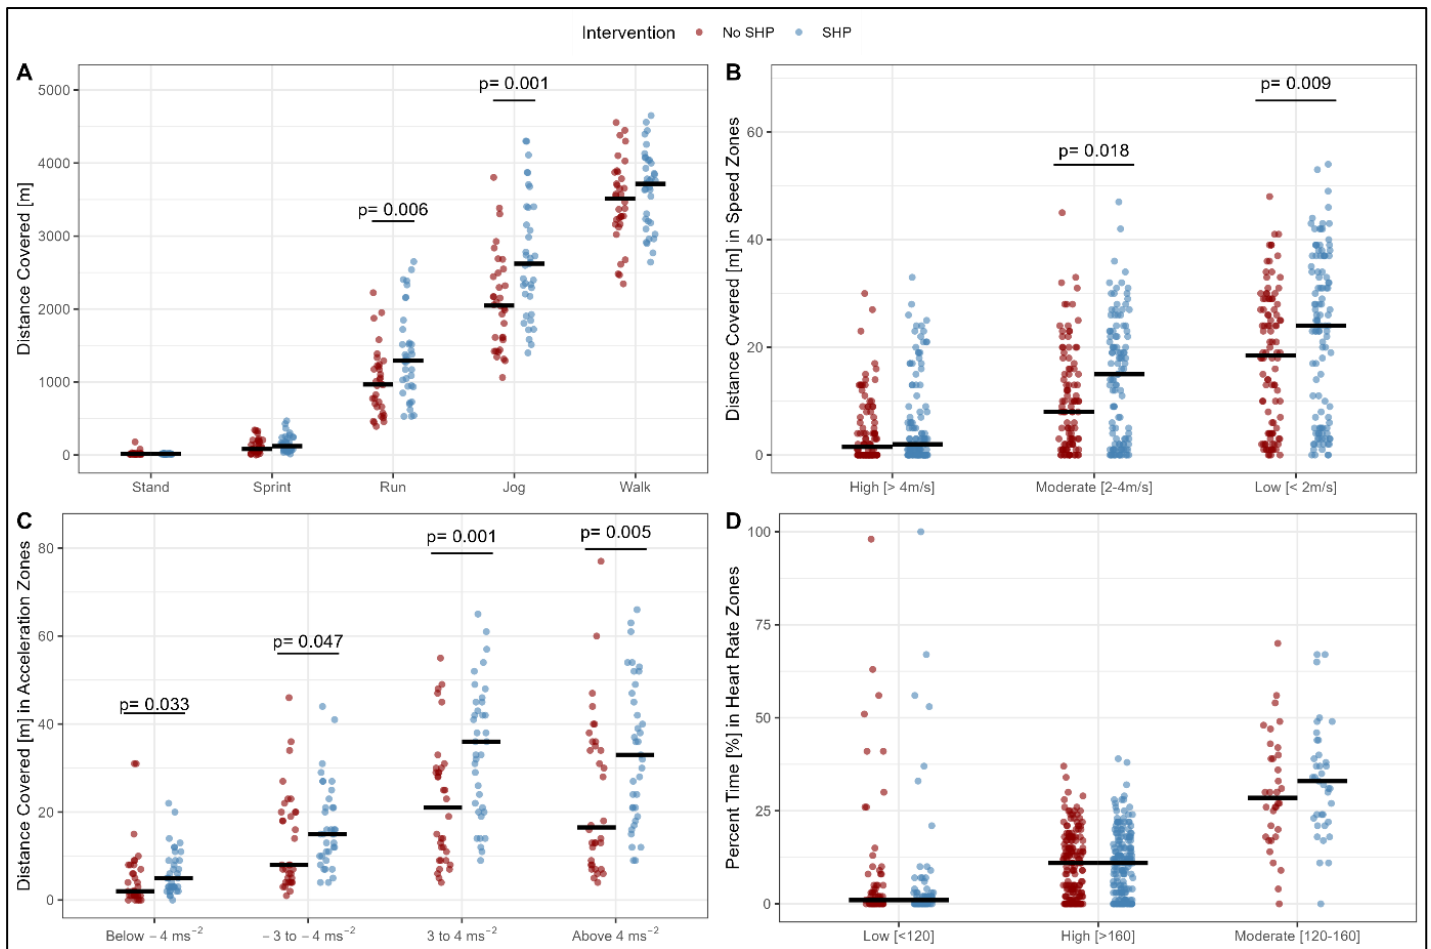 Intervention No SHP SHP
A
Distance Covered [m]
5000
4000
3000
2000
1000
0
p= 0.006
p= 0.001
Stand Sprint Run Jog Walk
B
Distance Covered [m] in Speed Zones
60
40
20
0
p= 0.018
p= 0.009
High [> 4m/s] Moderate [2-4m/s] Low [< 2m/s]
C
Distance Covered [m] in Acceleration Zones
80
60
40
20
0
p= 0.033
p= 0.047
p= 0.001
p= 0.005
Below − 4 ms⁻² − 3 to − 4 ms⁻² 3 to 4 ms⁻² Above 4 ms⁻²
D
Percent Time [%] in Heart Rate Zones
100
75
50
25
0
Low [<120] High [>160] Moderate [120-160]